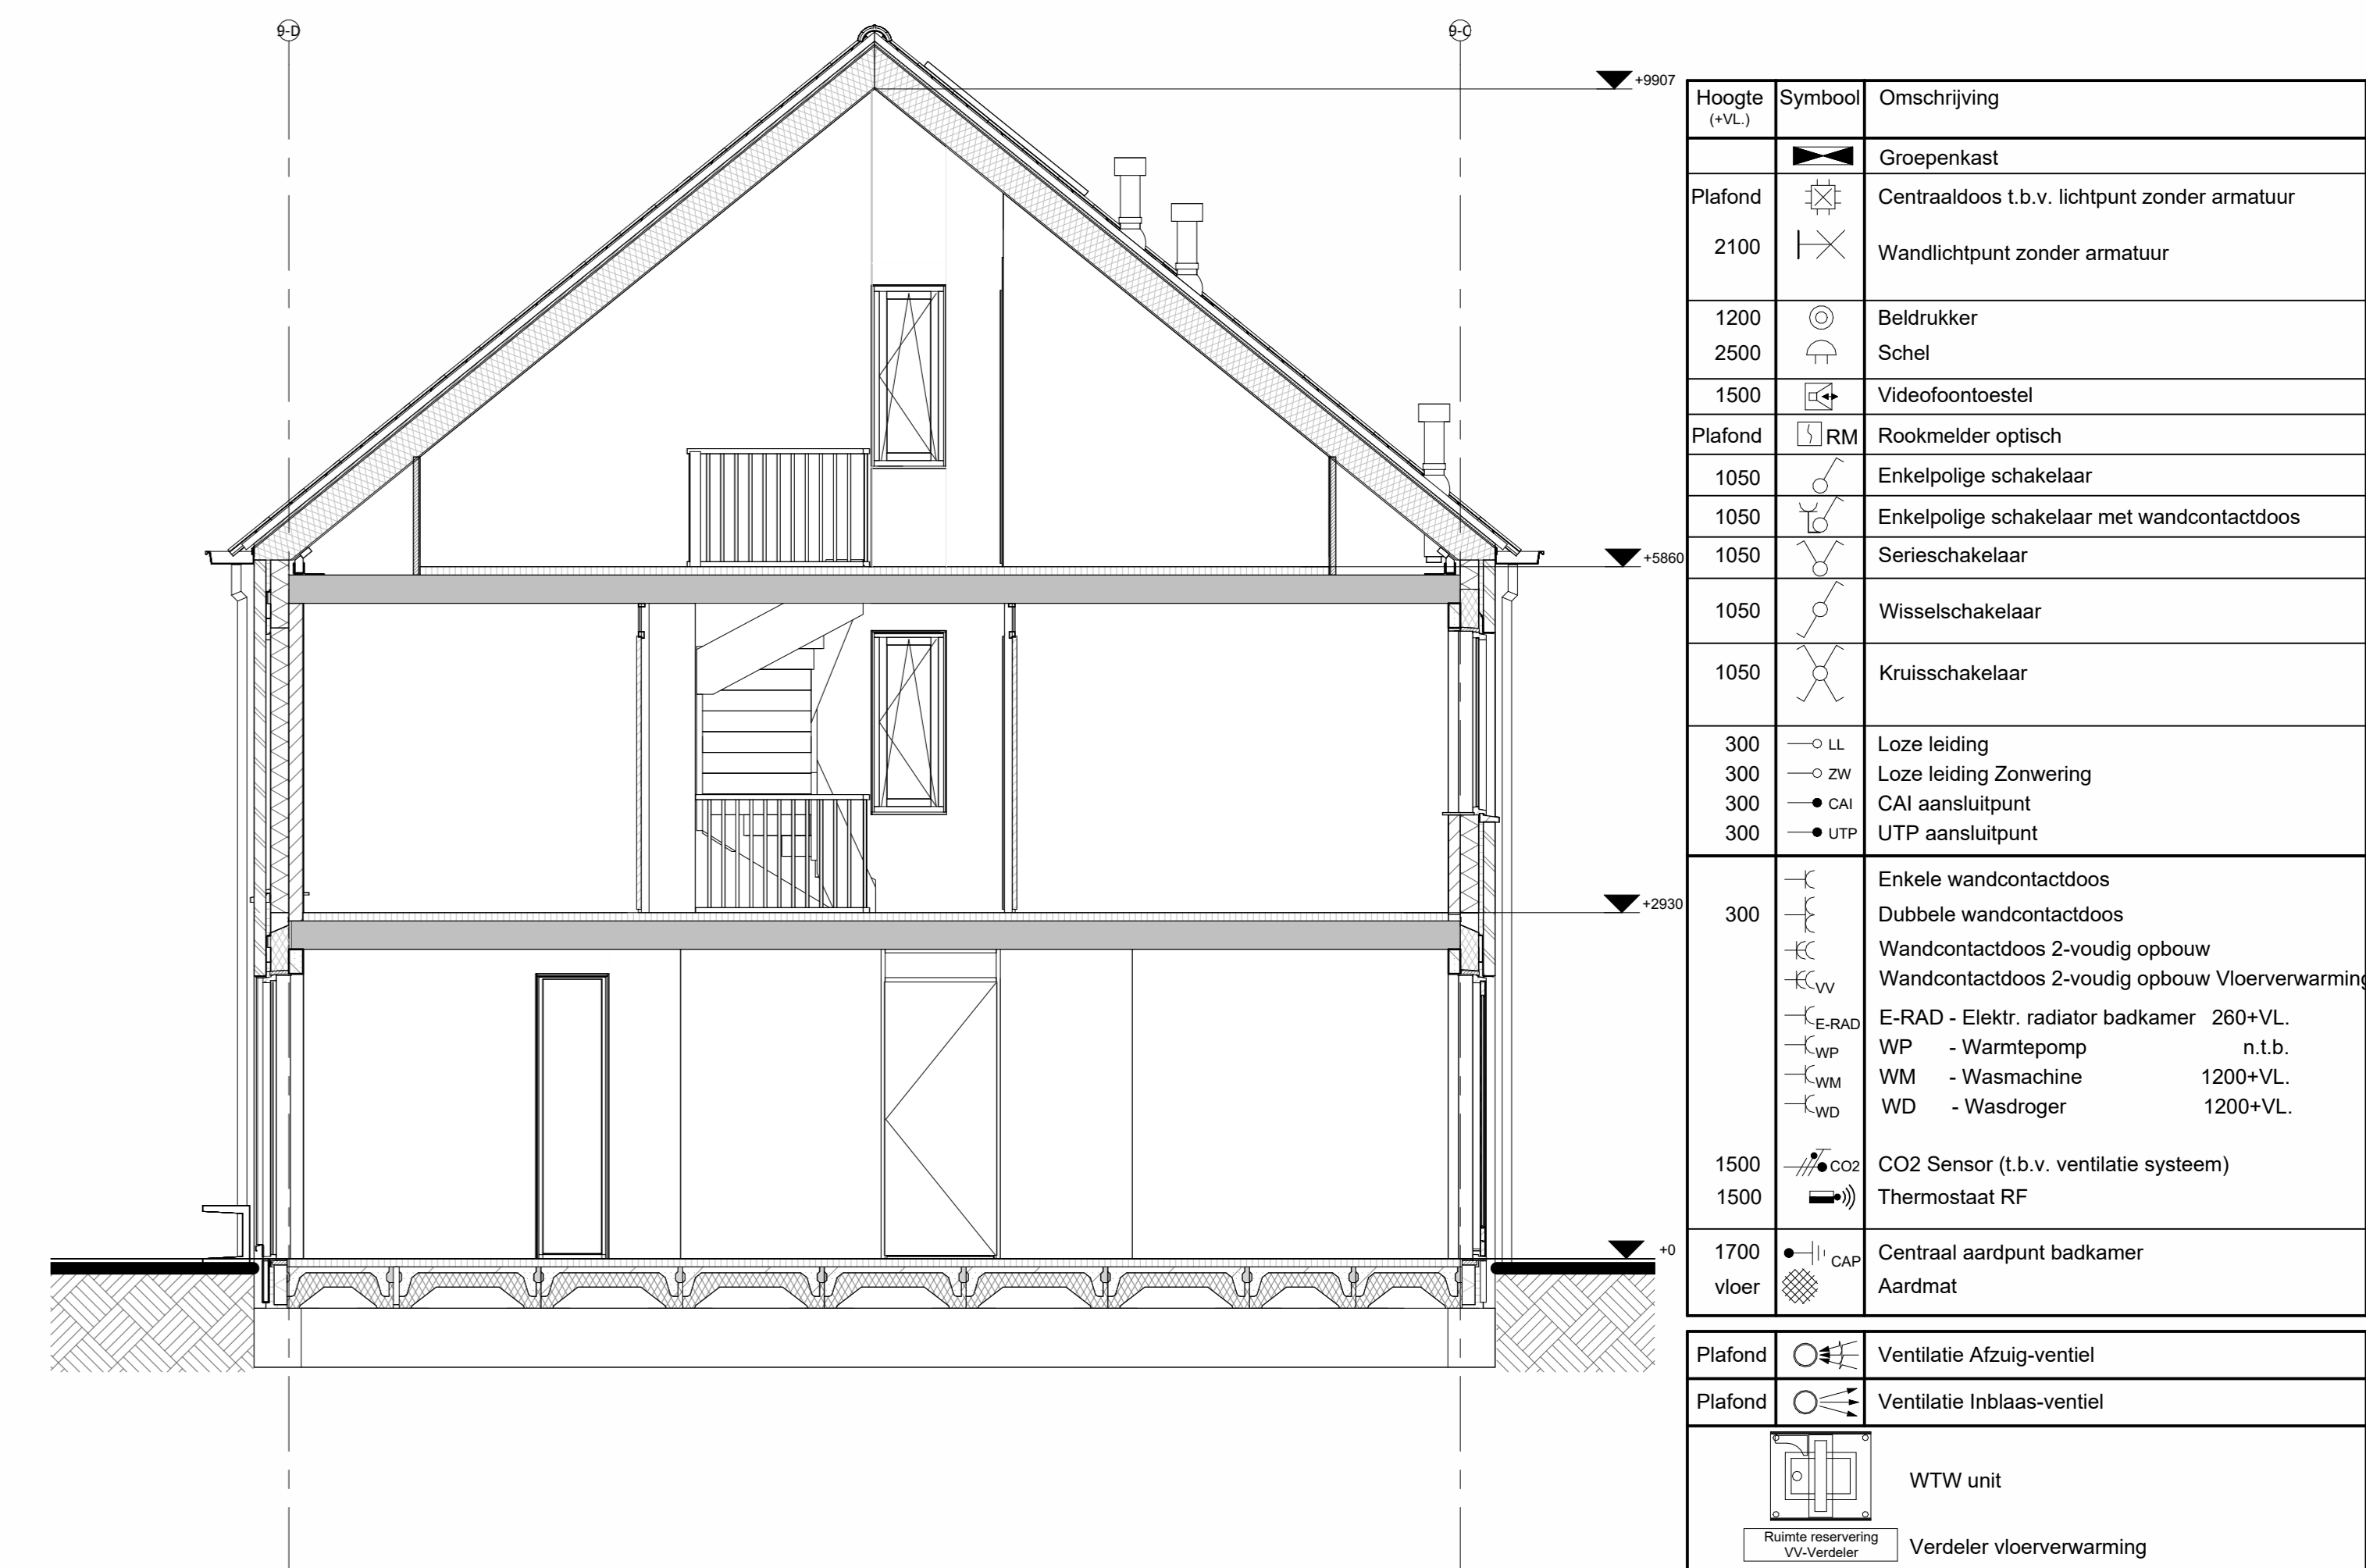 9-D
9-C
+9907
+5860
+2930
+0
Hoogte Symbool Omschrijving
(+VL.)
Groepenkast
Plafond Centraaldoos t.b.v. lichtpunt zonder armatuur
2100 Wandlichtpunt zonder armatuur
1200 Beldrukker
2500 Schel
1500 Videofoontoestel
Plafond RM Rookmelder optisch
1050 Enkelpolige schakelaar
1050 Enkelpolige schakelaar met wandcontactdoos
1050 Serieschakelaar
1050 Wisselschakelaar
1050 Kruisschakelaar
300 LL Loze leiding
300 ZW Loze leiding Zonwering
300 CAI CAI aansluitpunt
300 UTP UTP aansluitpunt
Enkele wandcontactdoos
300 Dubbele wandcontactdoos
Wandcontactdoos 2-voudig opbouw
VV Wandcontactdoos 2-voudig opbouw Vloerverwarming
E-RAD E-RAD - Elektr. radiator badkamer 260+VL.
WP WP - Warmtepomp n.t.b.
WM WM - Wasmachine 1200+VL.
WD WD - Wasdroger 1200+VL.
1500 CO2 CO2 Sensor (t.b.v. ventilatie systeem)
1500 Thermostaat RF
1700 CAP Centraal aardpunt badkamer
vloer Aardmat
Plafond Ventilatie Afzuig-ventiel
Plafond Ventilatie Inblaas-ventiel
WTW unit
Ruimte reservering
VV-Verdeler Verdeler vloerverwarming